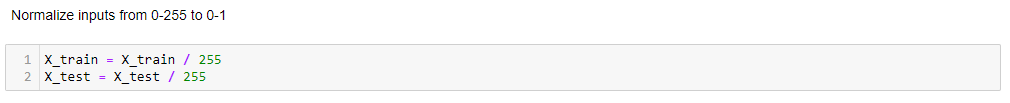 Normalize inputs from 0-255 to 0-1
1 X_train = X_train / 255
2 X_test = X_test / 255